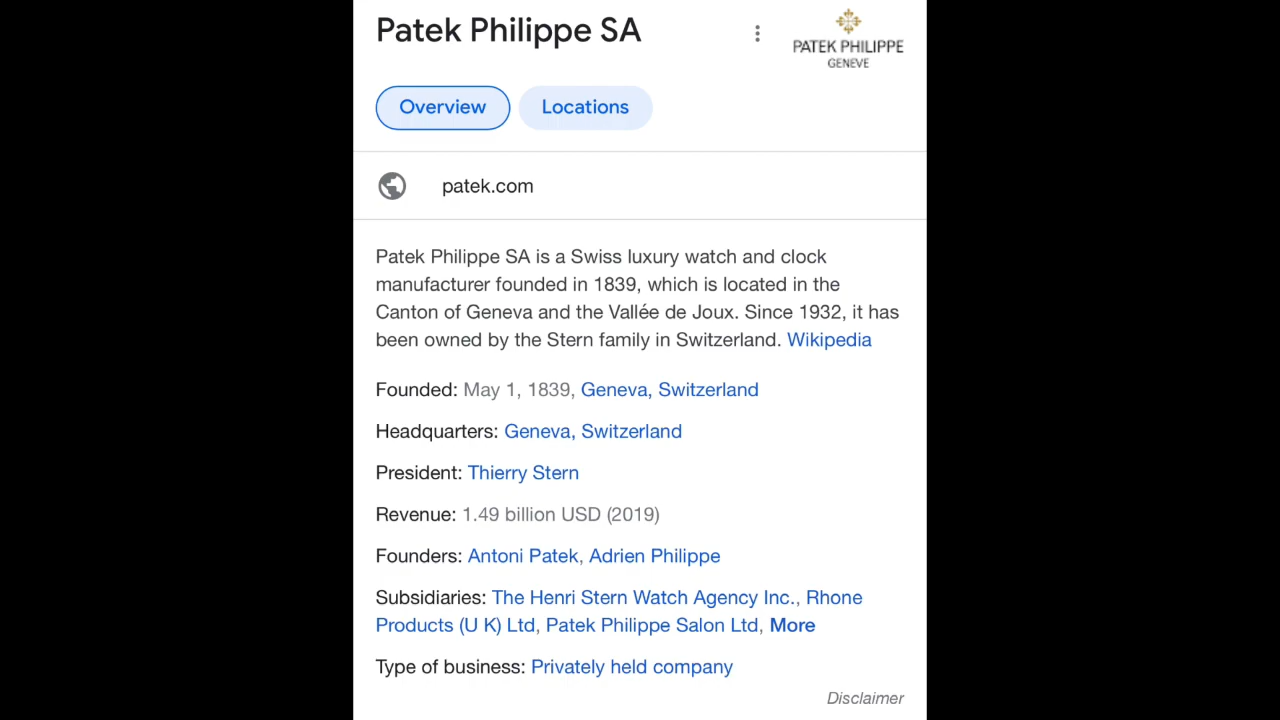 Patek Philippe SA
PATEK PHILIPPE
GENEVE
Overview
Locations
patek.com
Patek Philippe SA is a Swiss luxury watch and clock
manufacturer founded in 1839, which is located in the
Canton of Geneva and the Vallée de Joux. Since 1932, it has
been owned by the Stern family in Switzerland. Wikipedia
Founded: May 1, 1839, Geneva, Switzerland
Headquarters: Geneva, Switzerland
President: Thierry Stern
Revenue: 1.49 billion USD (2019)
Founders: Antoni Patek, Adrien Philippe
Subsidiaries: The Henri Stern Watch Agency Inc., Rhone
Products (U K) Ltd, Patek Philippe Salon Ltd, More
Type of business: Privately held company
Disclaimer